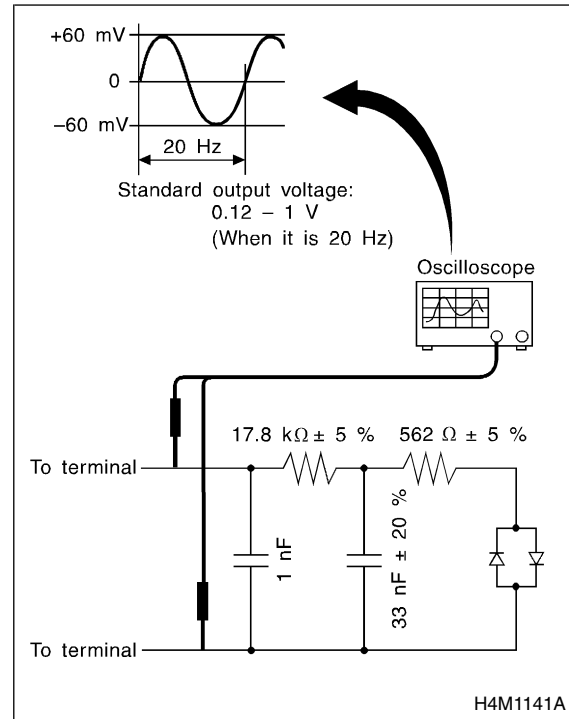 +60 mV
0
−60 mV
20 Hz
Standard output voltage:
0.12 – 1 V
(When it is 20 Hz)
Oscilloscope
17.8 kΩ ± 5 %
562 Ω ± 5 %
To terminal
1 nF
33 nF ± 20 %
To terminal
H4M1141A